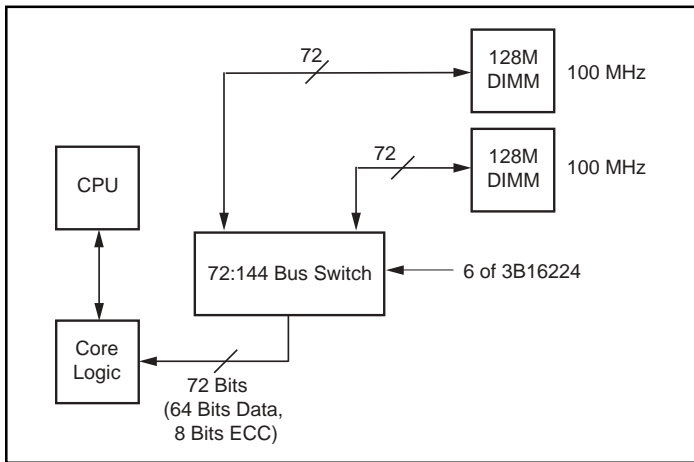 72
128M
DIMM
100 MHz
72
128M
DIMM
100 MHz
CPU
72:144 Bus Switch
6 of 3B16224
Core
Logic
72 Bits
(64 Bits Data,
8 Bits ECC)